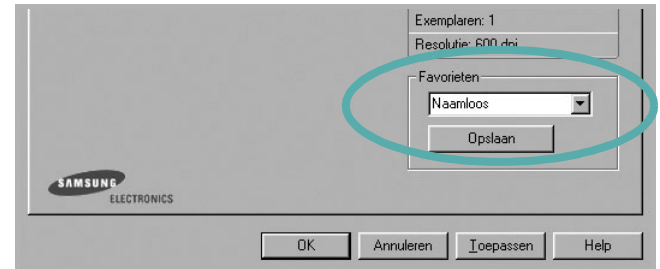 Exemplaren: 1
Resolutie: 600 dpi
Favorieten
Naamloos
Opslaan
SAMSUNG
ELECTRONICS
OK Annuleren Toepassen Help